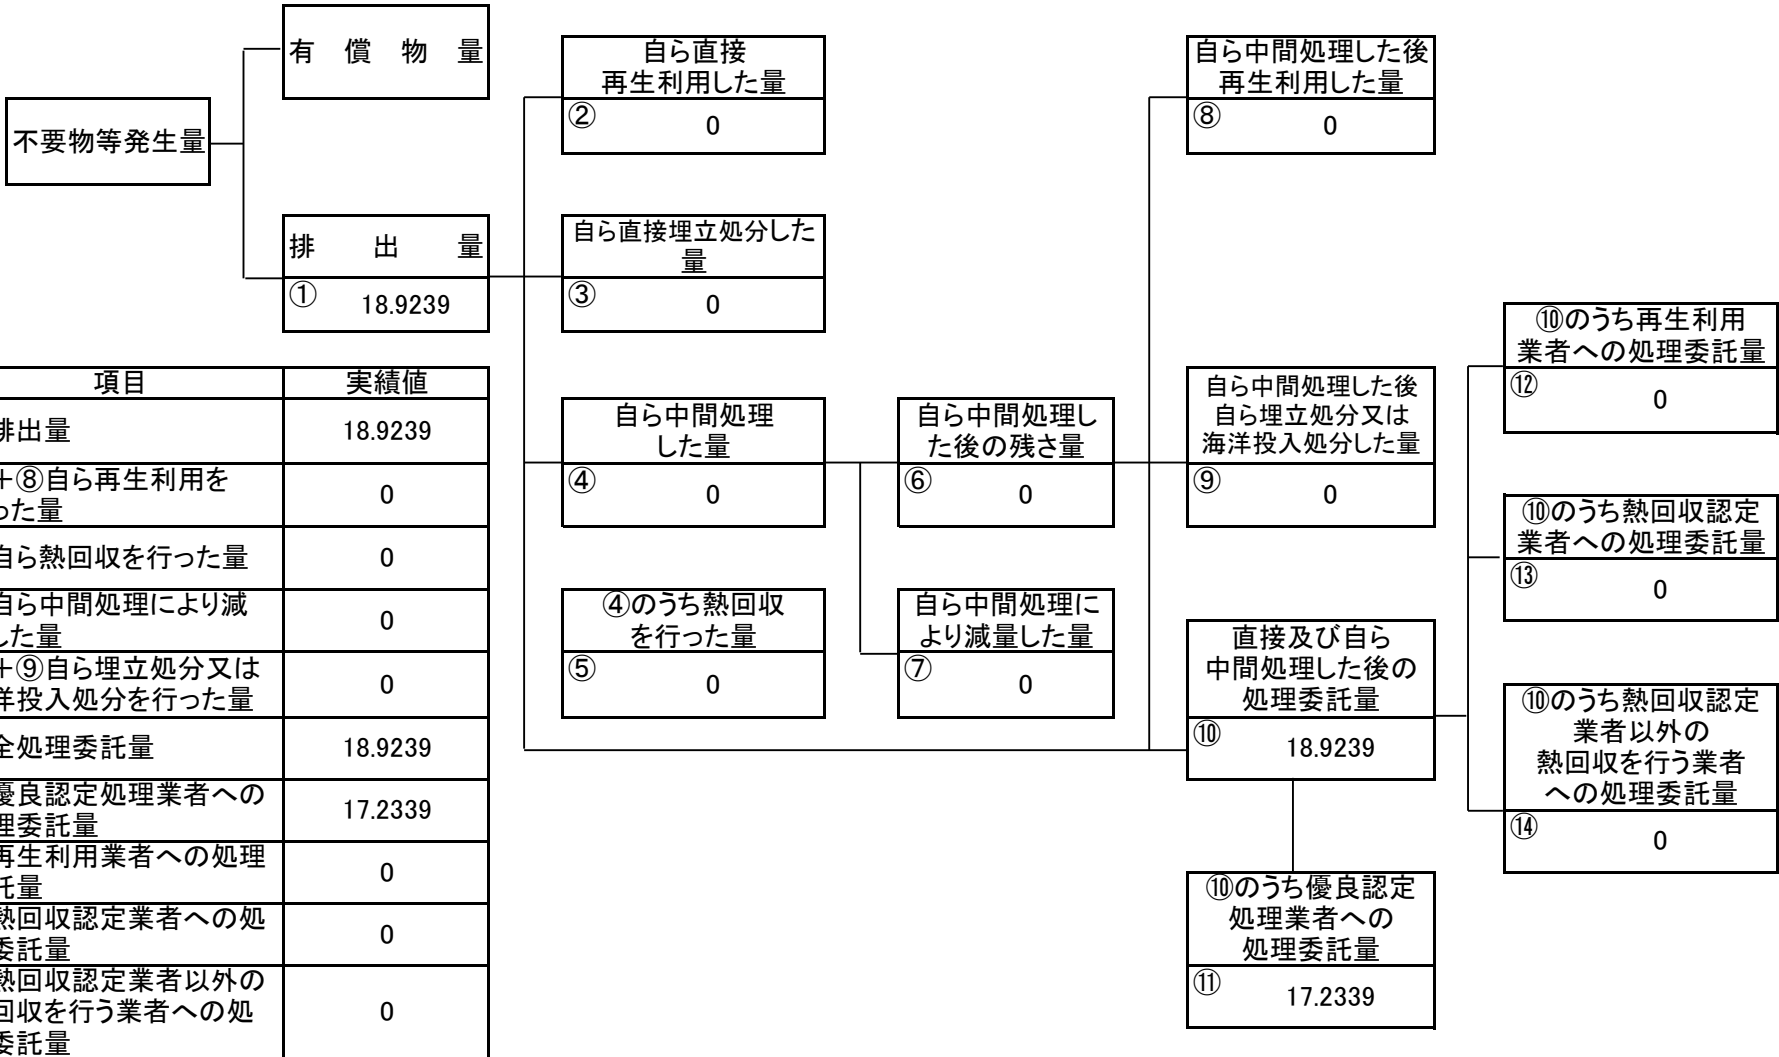 有償物量
不要物等発生量
排出量
①
18.9239
自ら直接
再生利用した量
②
0
自ら直接埋立処分した
量
③
0
自ら中間処理
した量
④
0
④のうち熱回収
を行った量
⑤
0
自ら中間処理し
た後の残さ量
⑥
0
自ら中間処理に
より減量した量
⑦
0
自ら中間処理した後
再生利用した量
⑧
0
自ら中間処理した後
自ら埋立処分又は
海洋投入処分した量
⑨
0
直接及び自ら
中間処理した後の
処理委託量
⑩
18.9239
⑩のうち優良認定
処理業者への
処理委託量
⑪
17.2339
⑩のうち再生利用
業者への処理委託量
⑫
0
⑩のうち熱回収認定
業者への処理委託量
⑬
0
⑩のうち熱回収認定
業者以外の
熱回収を行う業者
への処理委託量
⑭
0
項目
実績値
排出量
18.9239
+⑧自ら再生利用を
った量
0
自ら熱回収を行った量
0
自ら中間処理により減
した量
0
+⑨自ら埋立処分又は
洋投入処分を行った量
0
全処理委託量
18.9239
優良認定処理業者への
理委託量
17.2339
再生利用業者への処理
託量
0
熱回収認定業者への処
委託量
0
熱回収認定業者以外の
回収を行う業者への処
委託量
0